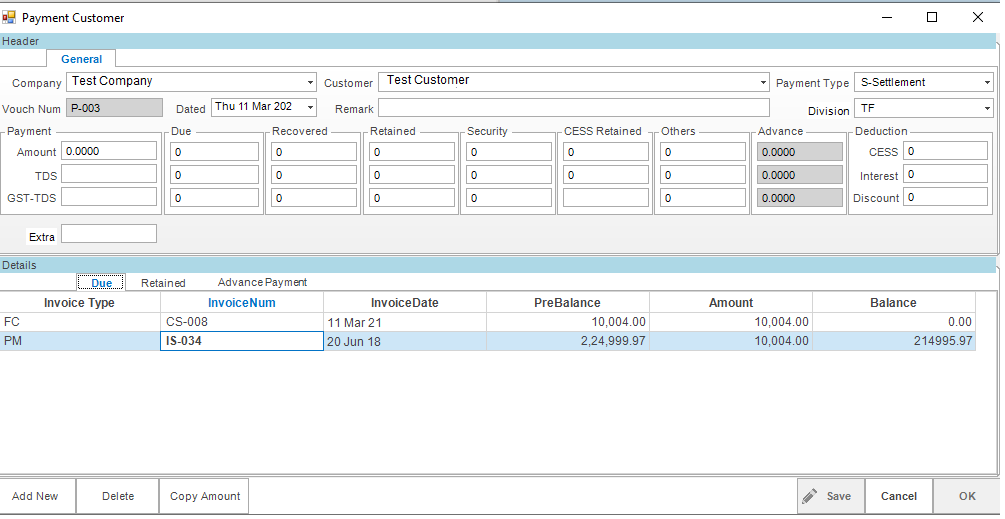 Payment Customer
Header
General
Company Test Company Customer Test Customer Payment Type S-Settlement
Vouch Num P-003 Dated Thu 11 Mar 202 Remark Division TF
Payment Due Recovered Retained Security CESS Retained Others Advance Deduction
Amount 0.0000 0 0 0 0 0 0 0.0000 CESS 0
TDS 0 0 0 0 0 0 0.0000 Interest 0
GST-TDS 0 0 0 0 0 0.0000 Discount 0
Extra
Details
Due Retained Advance Payment
Invoice Type InvoiceNum InvoiceDate PreBalance Amount Balance
FC CS-008 11 Mar 21 10,004.00 10,004.00 0.00
PM IS-034 20 Jun 18 2,24,999.97 10,004.00 214995.97
Add New Delete Copy Amount Save Cancel OK